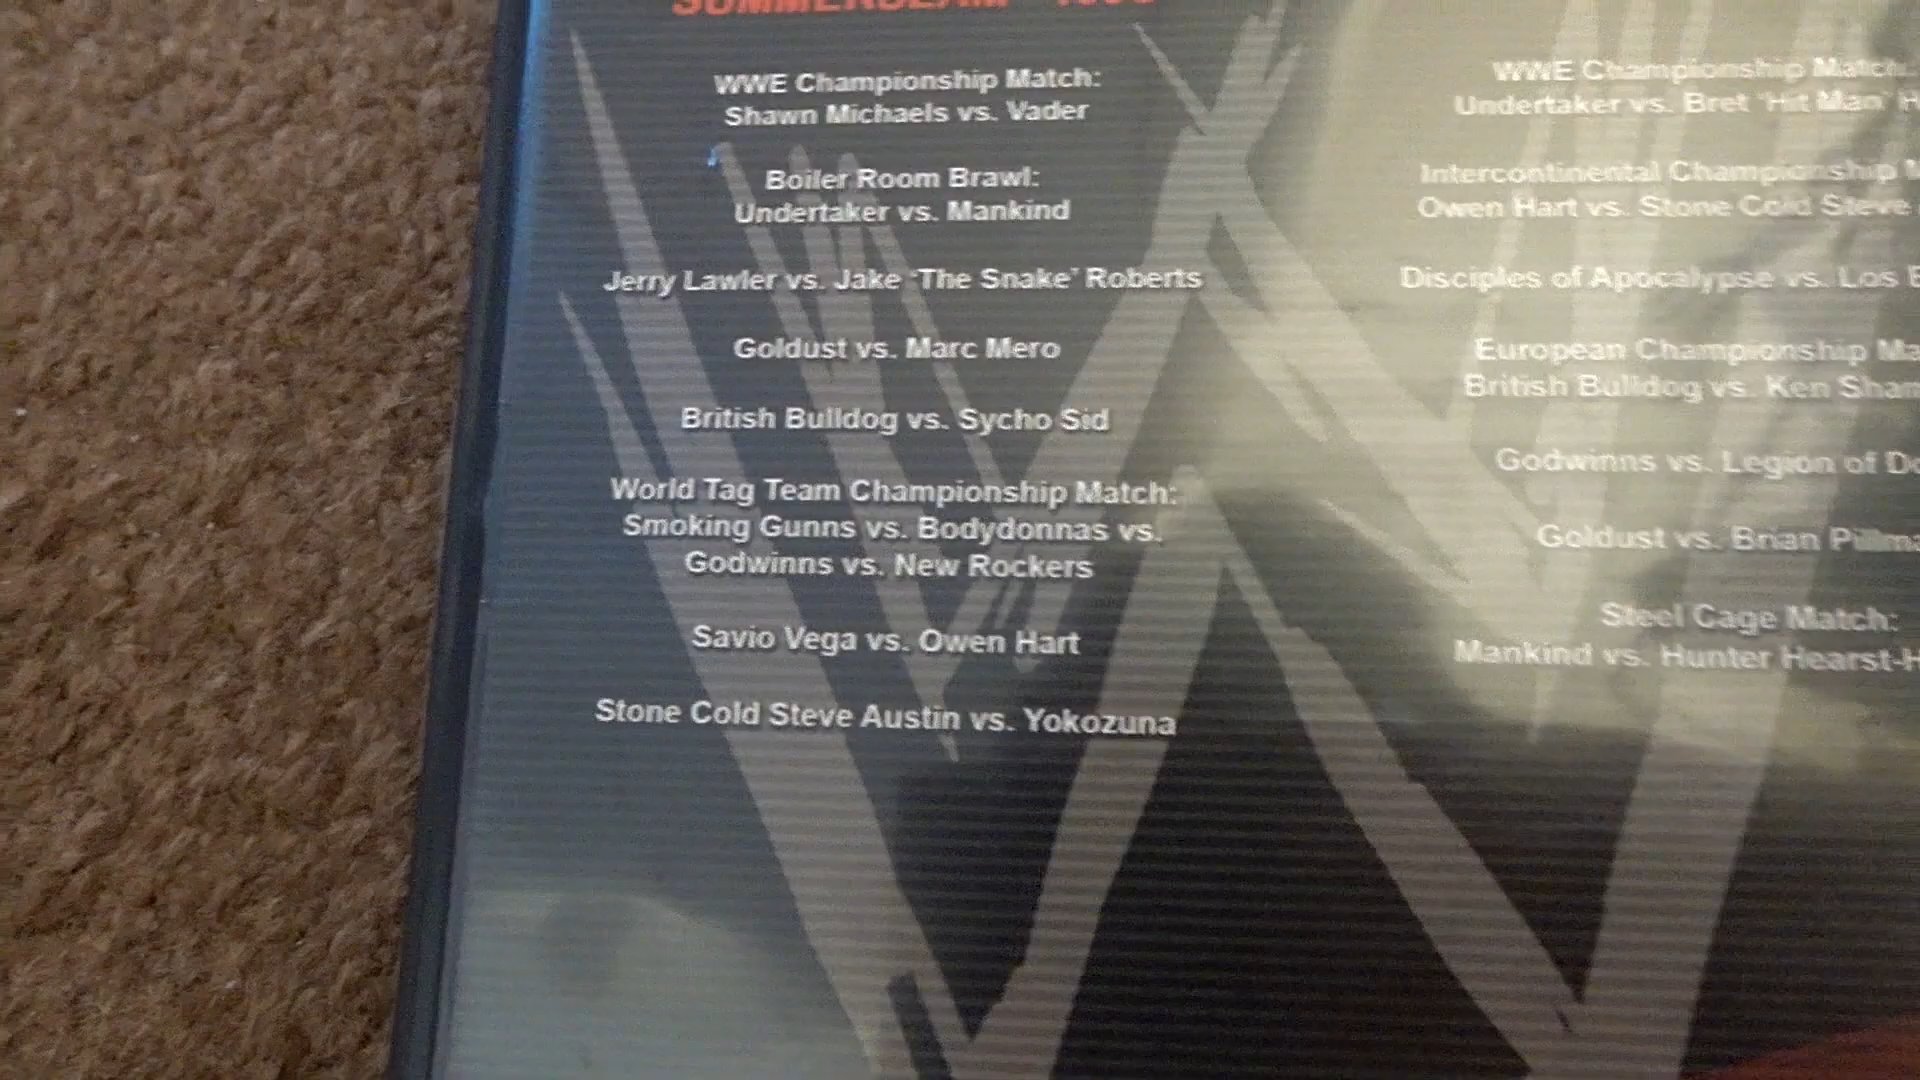 SUMMERSLAM
WWE Championship Match:
Shawn Michaels vs. Vader
Boiler Room Brawl:
Undertaker vs. Mankind
Jerry Lawler vs. Jake 'The Snake' Roberts
Goldust vs. Marc Mero
British Bulldog vs. Sycho Sid
World Tag Team Championship Match:
Smoking Gunns vs. Bodydonnas vs.
Godwinns vs. New Rockers
Savio Vega vs. Owen Hart
Stone Cold Steve Austin vs. Yokozuna
WWE Championship Match:
Undertaker vs. Bret 'Hit Man' H
Intercontinental Championship M
Owen Hart vs. Stone Cold Steve
Disciples of Apocalypse vs. Los B
European Championship Ma
British Bulldog vs. Ken Sham
Godwinns vs. Legion of Do
Goldust vs. Brian Pillma
Steel Cage Match:
Mankind vs. Hunter Hearst-H